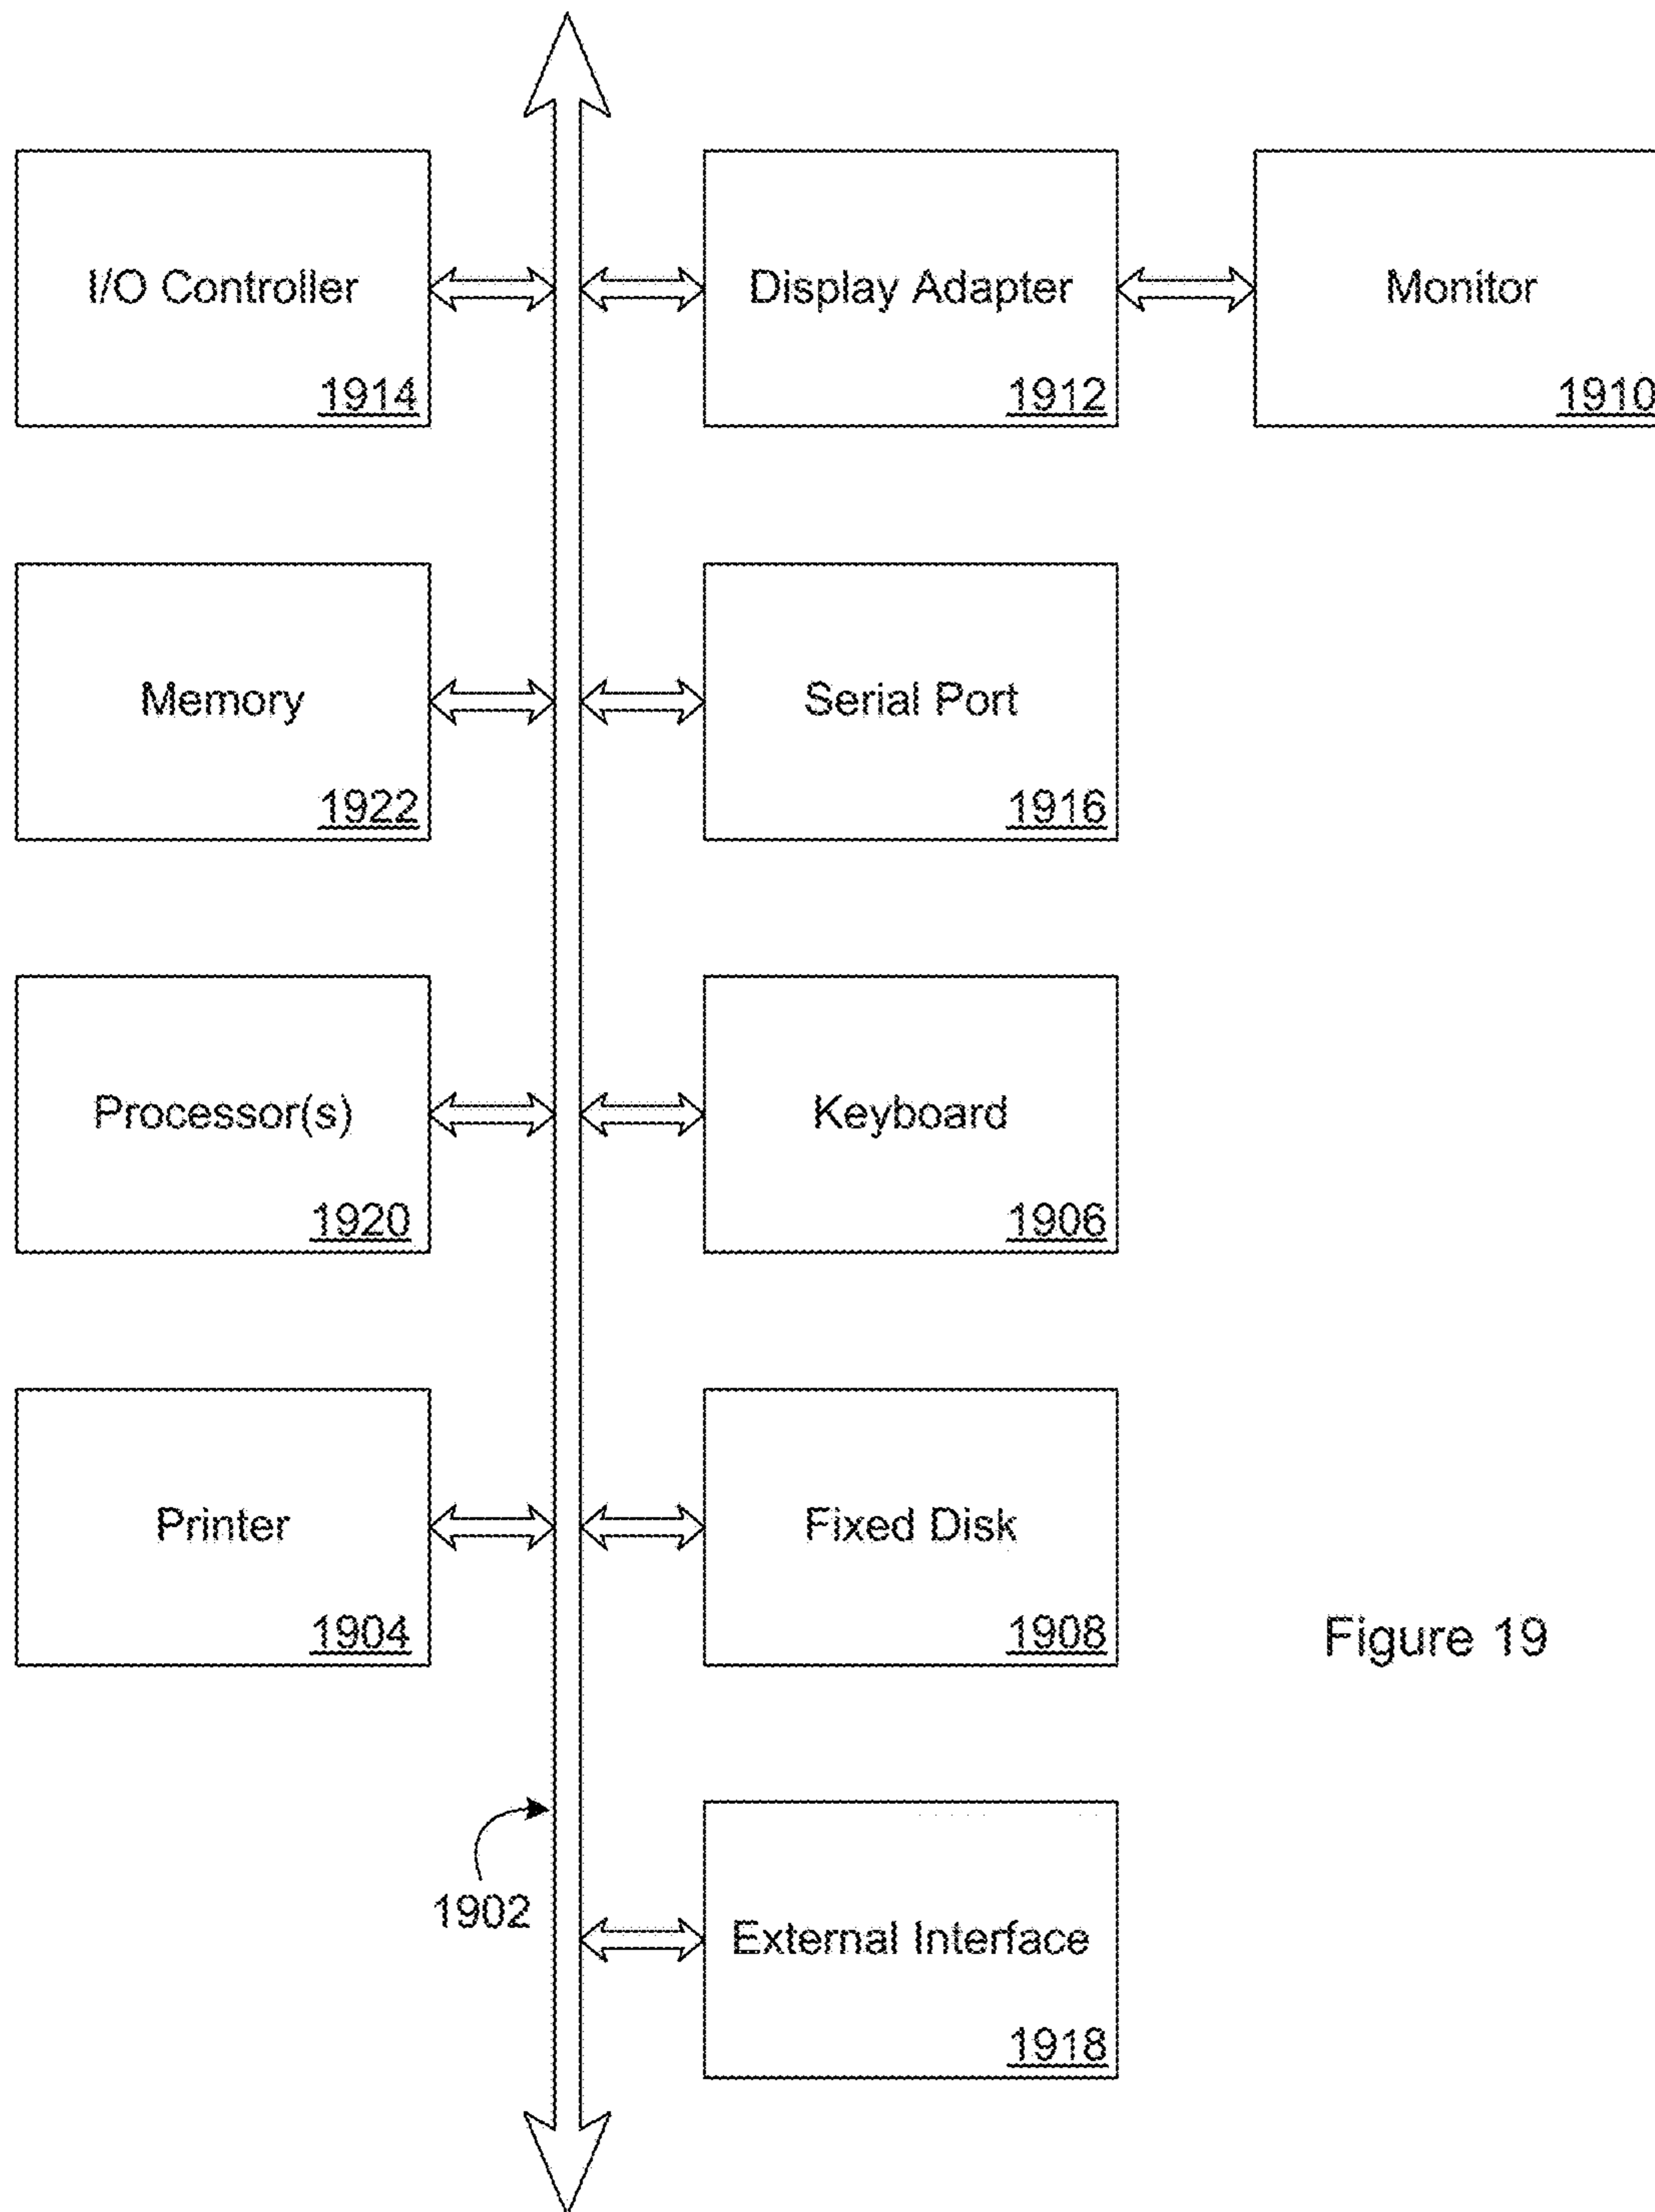 I/O Controller
1914
Display Adapter
1912
Monitor
1910
Memory
1922
Serial Port
1916
Processor(s)
1920
Keyboard
1906
Printer
1904
Fixed Disk
1908
Figure 19
1902
External Interface
1918